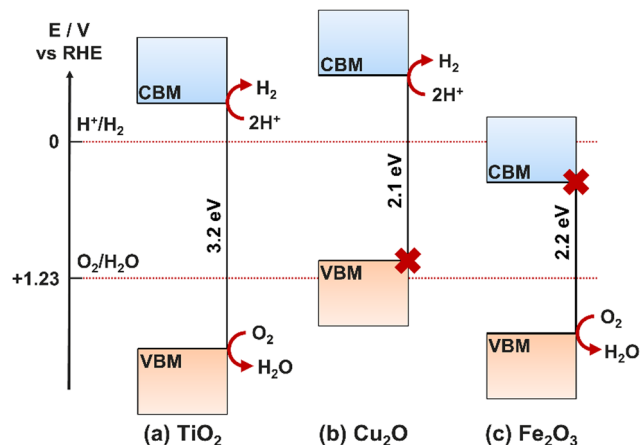 E / V
vs RHE
H⁺/H₂
0
O₂/H₂O
+1.23
CBM
H₂
2H⁺
3.2 eV
VBM
O₂
H₂O
(a) TiO₂
CBM
H₂
2H⁺
2.1 eV
VBM
(b) Cu₂O
CBM
2.2 eV
VBM
O₂
H₂O
(c) Fe₂O₃